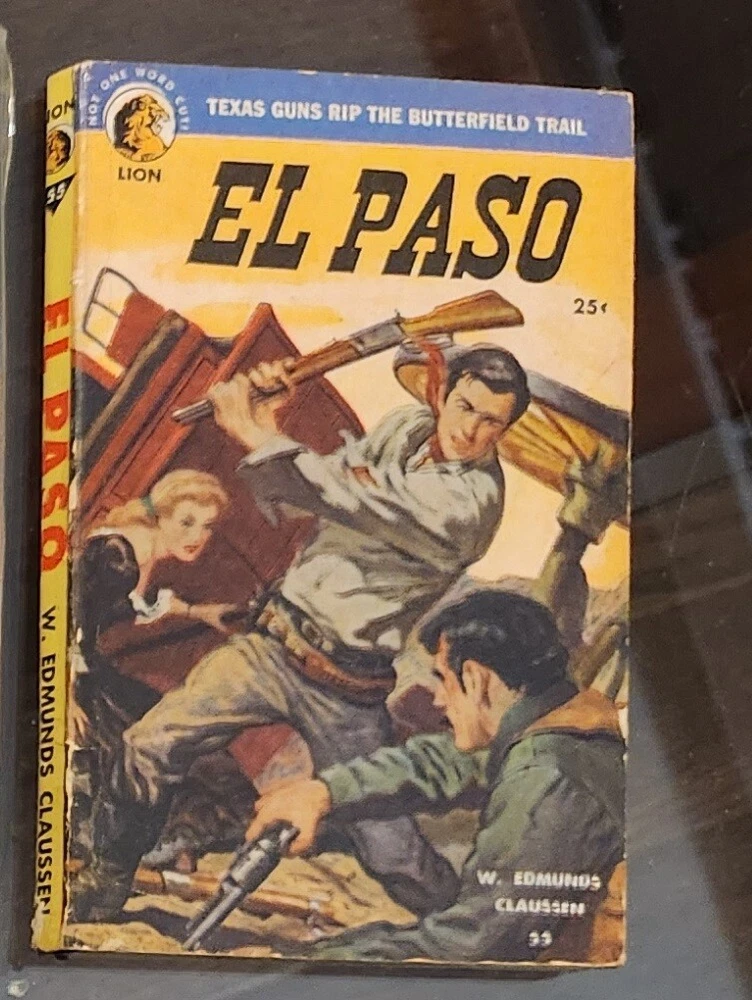 NOT ONE WORD CUT!
LION
TEXAS GUNS RIP THE BUTTERFIELD TRAIL
EL PASO
25¢
W. EDMUNDS
CLAUSSEN
55
LION
55
EL PASO
W. EDMUNDS CLAUSSEN